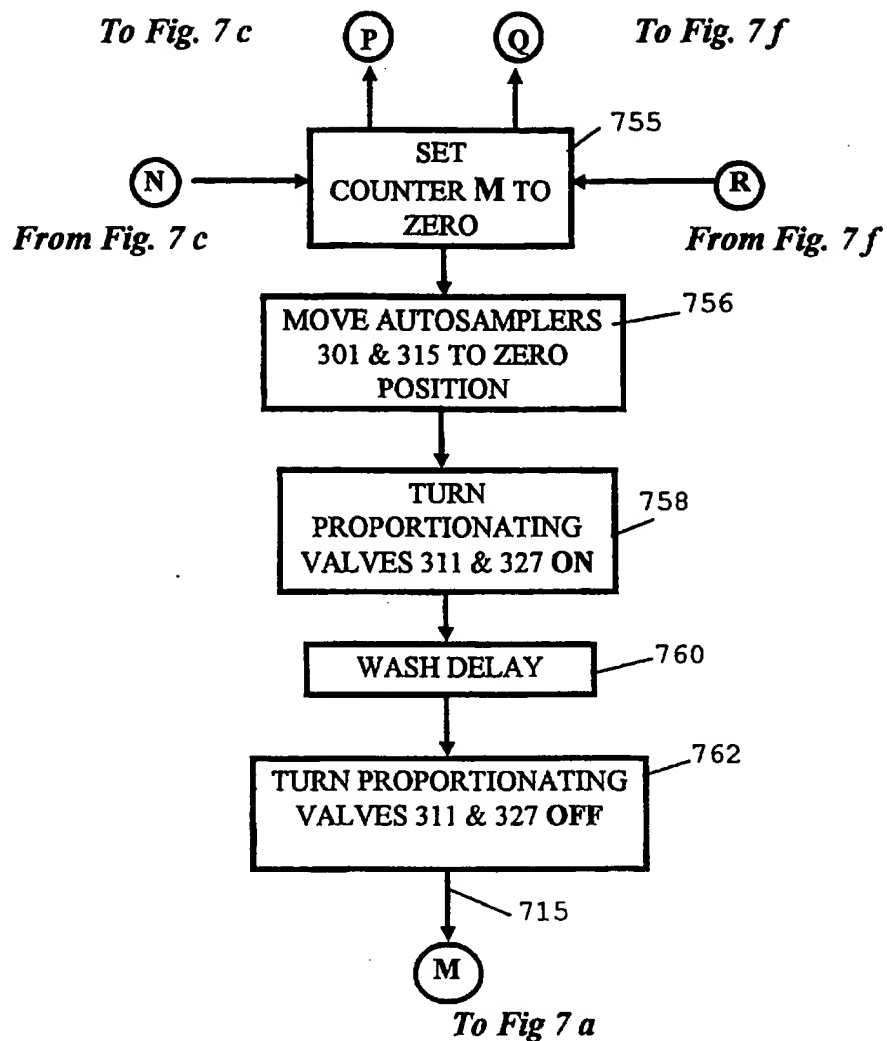 To Fig. 7 c
P
Q
To Fig. 7 f
755
SET
COUNTER M TO
ZERO
N
R
From Fig. 7 c
From Fig. 7 f
756
MOVE AUTOSAMPLERS
301 & 315 TO ZERO
POSITION
758
TURN
PROPORTIONATING
VALVES 311 & 327 ON
WASH DELAY
760
762
TURN PROPORTIONATING
VALVES 311 & 327 OFF
715
M
To Fig 7 a